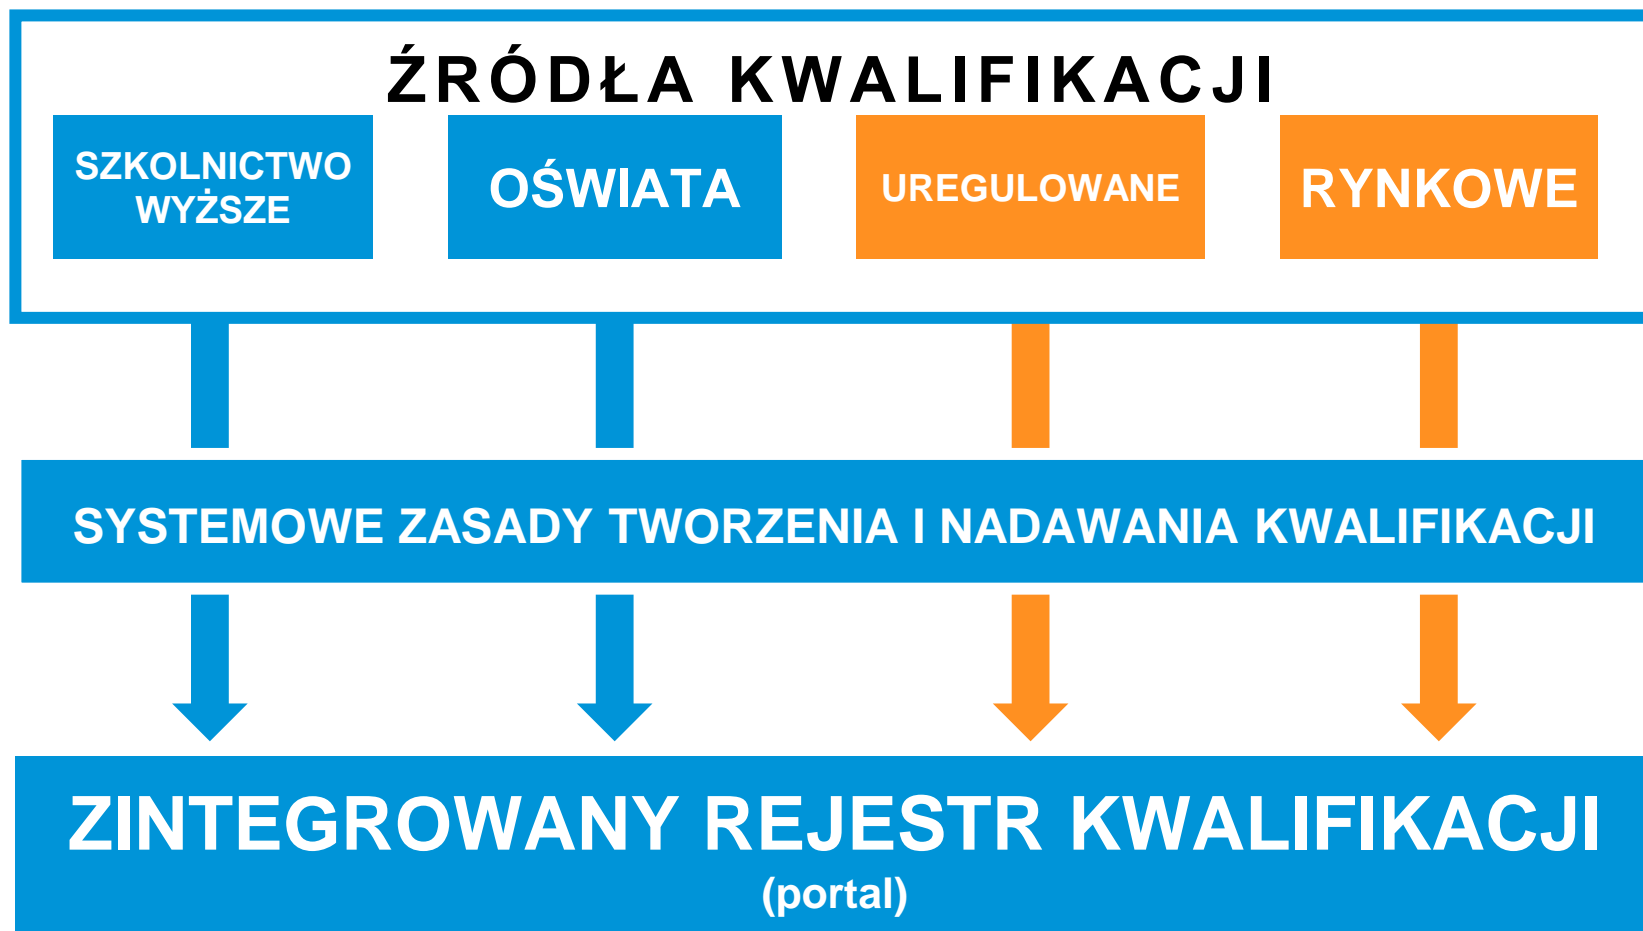 ŹRÓDŁA KWALIFIKACJI
SZKOLNICTWO
WYŻSZE
OŚWIATA
UREGULOWANE
RYNKOWE
SYSTEMOWE ZASADY TWORZENIA I NADAWANIA KWALIFIKACJI
ZINTEGROWANY REJESTR KWALIFIKACJI
(portal)